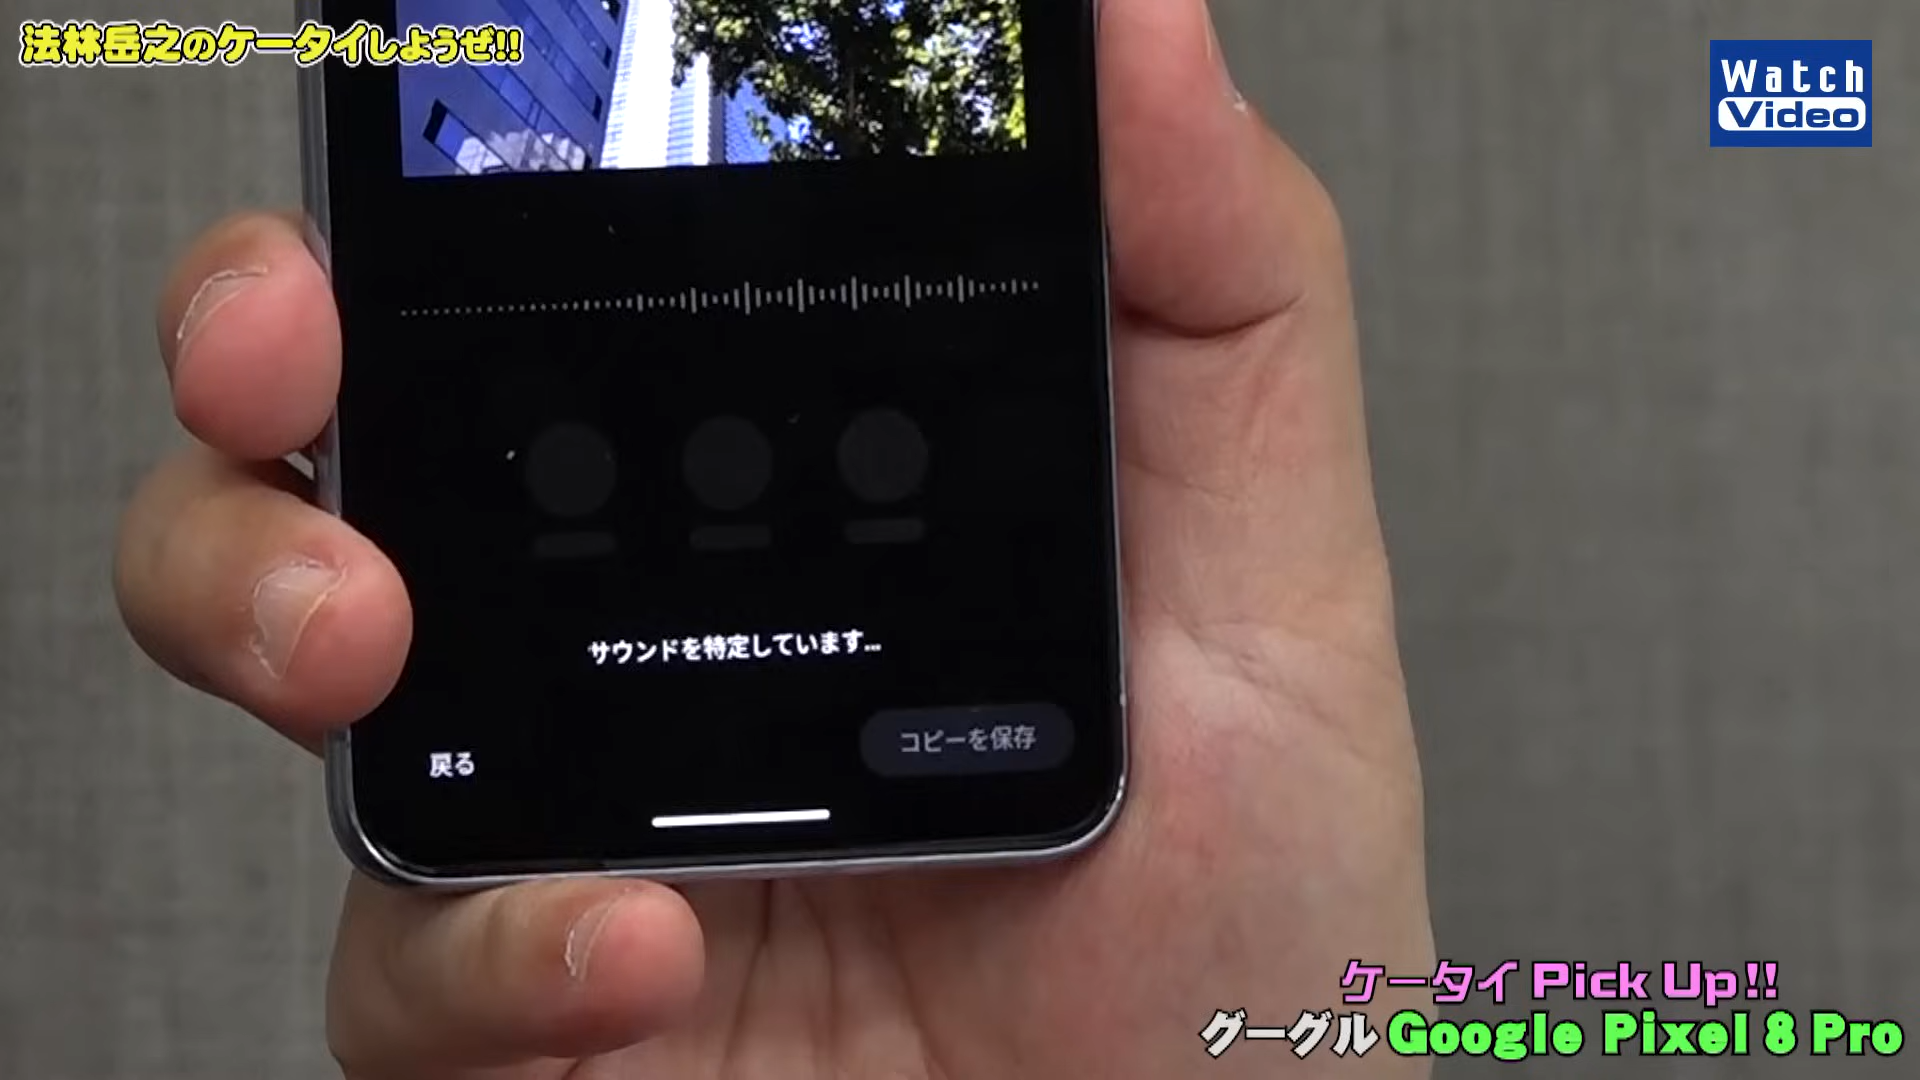 法林岳之のケータイしようぜ!!
Watch
Video
サウンドを特定しています...
コピーを保存
戻る
ケータイ Pick Up!!
グーグル Google Pixel 8 Pro